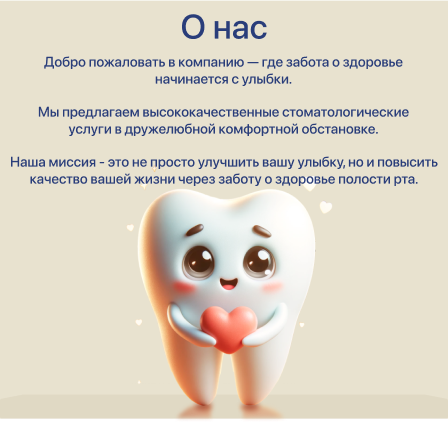 О нас
Добро пожаловать в компанию — где забота о здоровье
начинается с улыбки.
Мы предлагаем высококачественные стоматологические
услуги в дружелюбной комфортной обстановке.
Наша миссия - это не просто улучшить вашу улыбку, но и повысить
качество вашей жизни через заботу о здоровье полости рта.